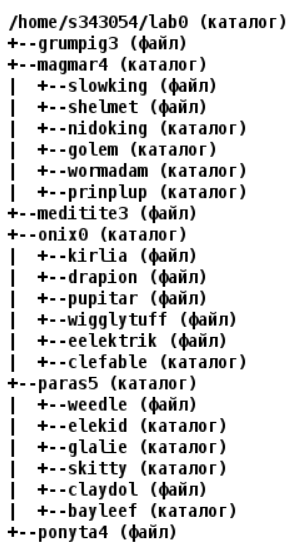 /home/s343054/lab0 (каталог)
+--grumpig3 (файл)
+--magmar4 (каталог)
|  +--slowking (файл)
|  +--shelmet (файл)
|  +--nidoking (каталог)
|  +--golem (каталог)
|  +--wormadam (каталог)
|  +--prinplup (каталог)
+--meditite3 (файл)
+--onix0 (каталог)
|  +--kirlia (файл)
|  +--drapion (файл)
|  +--pupitar (файл)
|  +--wigglytuff (файл)
|  +--eelektrik (файл)
|  +--clefable (каталог)
+--paras5 (каталог)
|  +--weedle (файл)
|  +--elekid (каталог)
|  +--glalie (каталог)
|  +--skitty (каталог)
|  +--claydol (файл)
|  +--bayleef (каталог)
+--ponyta4 (файл)